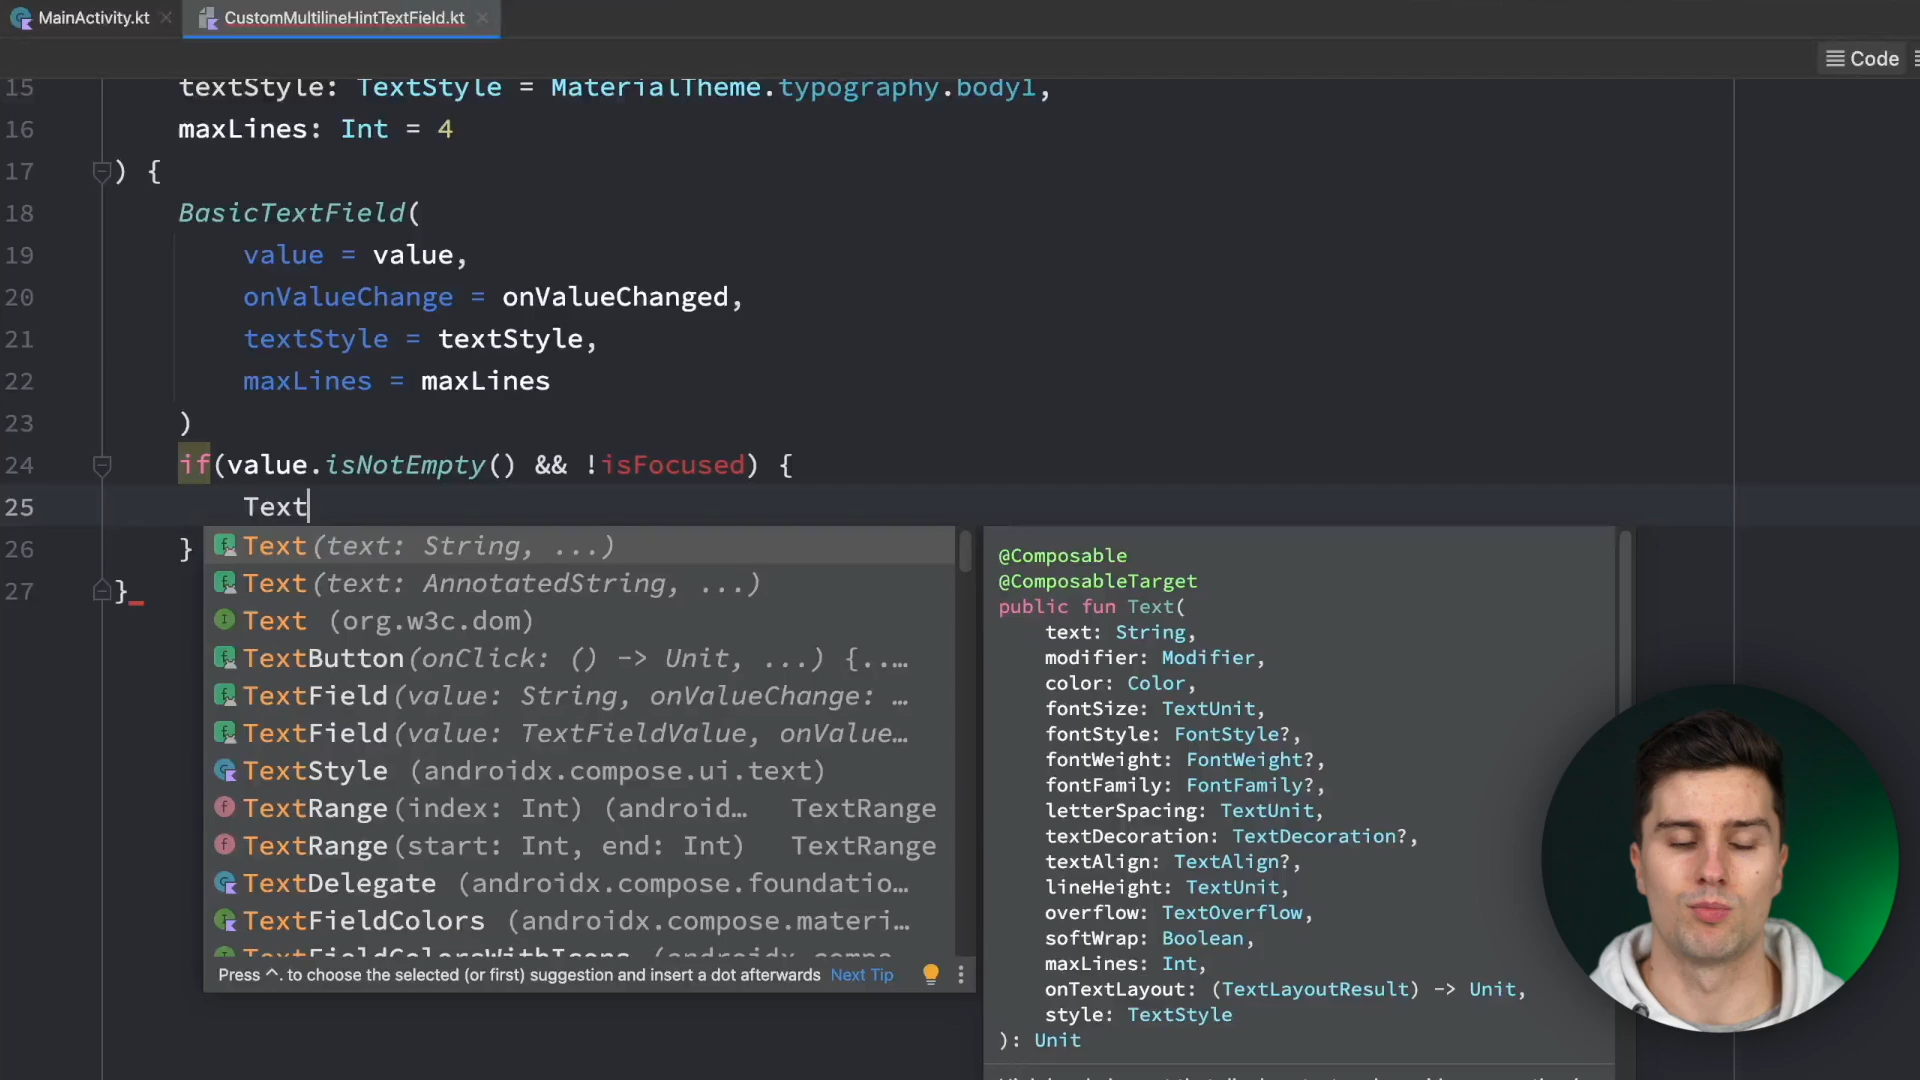 MainActivity.kt
CustomMultilineHintTextField.kt
Code
15 textStyle: TextStyle = MaterialTheme.typography.body1,
16 maxLines: Int = 4
17 ) {
18 BasicTextField(
19 value = value,
20 onValueChange = onValueChanged,
21 textStyle = textStyle,
22 maxLines = maxLines
23 )
24 if(value.isNotEmpty() && !isFocused) {
25 Text
26 }
27 }
Text(text: String, ...)
Text(text: AnnotatedString, ...)
Text (org.w3c.dom)
TextButton(onClick: () -> Unit, ...) {..…
TextField(value: String, onValueChange: …
TextField(value: TextFieldValue, onValue…
TextStyle (androidx.compose.ui.text)
TextRange(index: Int) (android… TextRange
TextRange(start: Int, end: Int) TextRange
TextDelegate (androidx.compose.foundatio…
TextFieldColors (androidx.compose.materi…
TextFieldColorsWithIcons (androidx.compo…
Press ^. to choose the selected (or first) suggestion and insert a dot afterwards Next Tip
@Composable
@ComposableTarget
public fun Text(
text: String,
modifier: Modifier,
color: Color,
fontSize: TextUnit,
fontStyle: FontStyle?,
fontWeight: FontWeight?,
fontFamily: FontFamily?,
letterSpacing: TextUnit,
textDecoration: TextDecoration?,
textAlign: TextAlign?,
lineHeight: TextUnit,
overflow: TextOverflow,
softWrap: Boolean,
maxLines: Int,
onTextLayout: (TextLayoutResult) -> Unit,
style: TextStyle
): Unit